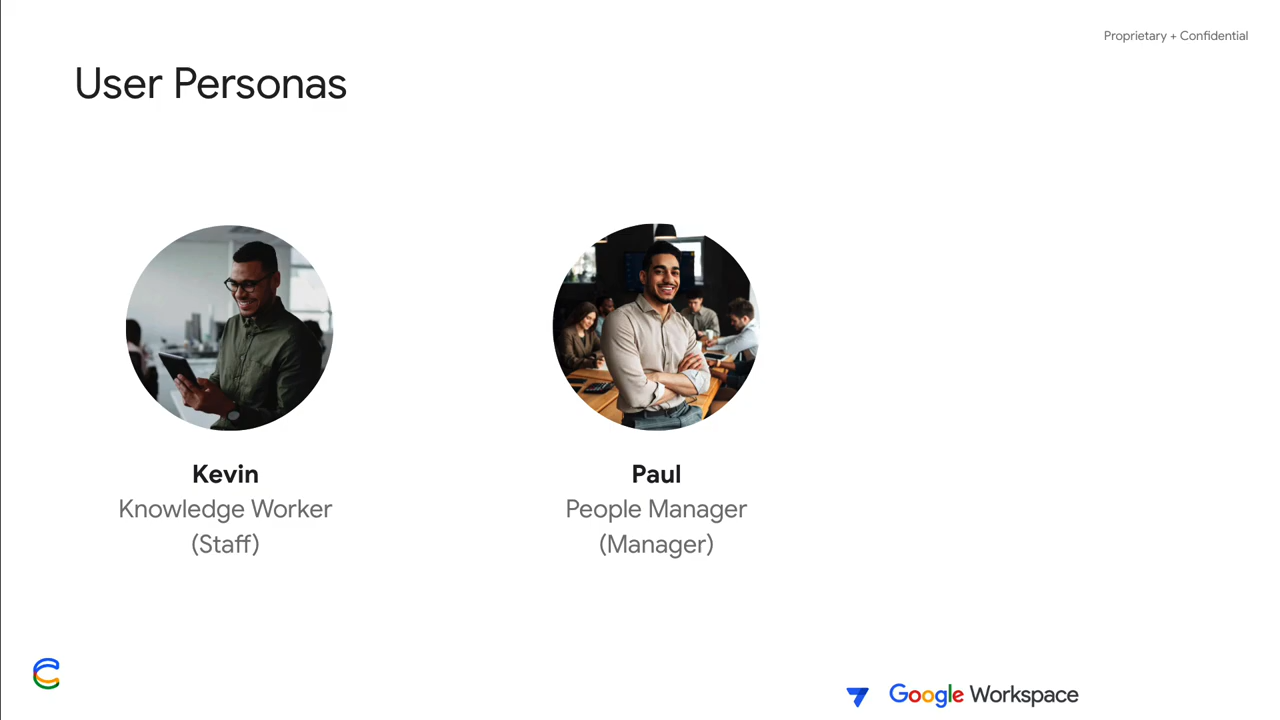 Proprietary + Confidential
User Personas
Kevin
Knowledge Worker
(Staff)
Paul
People Manager
(Manager)
Google Workspace